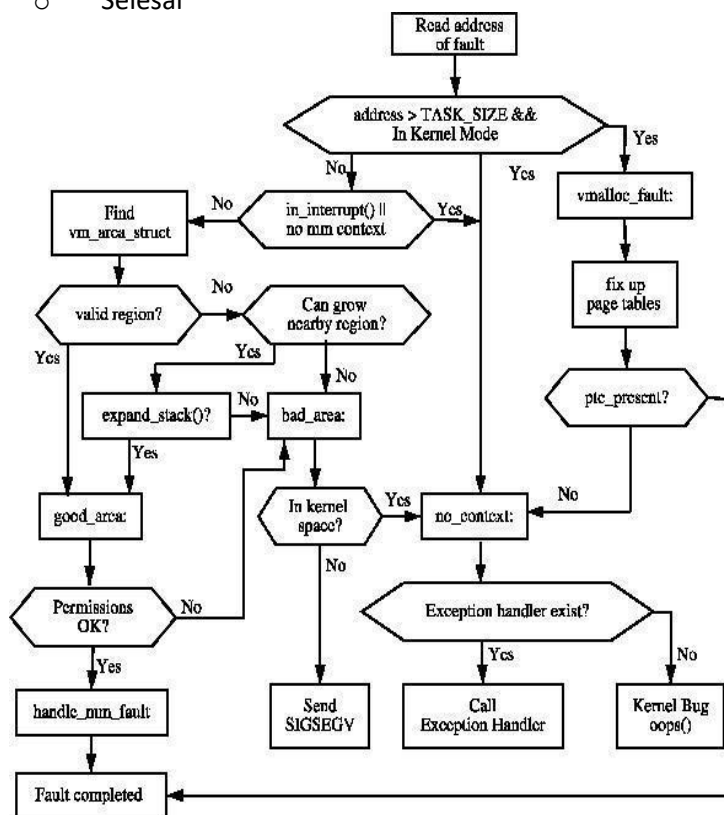 o Selesai
Read address
of fault
address > TASK_SIZE &&
In Kernel Mode
No
Yes
Yes
Find
vm_area_struct
No
in_interrupt() ||
no mm context
Yes
vmalloc_fault:
fix up
page tables
valid region?
No
Can grow
nearby region?
Yes
Yes
No
expand_stack()?
No
bad_area:
pte_present?
Yes
No
good_area:
In kernel
space?
Yes
no_context:
No
Permissions
OK?
No
Exception handler exist?
Yes
Yes
No
handle_mm_fault
Send
SIGSEGV
Call
Exception Handler
Kernel Bug
oops()
Fault completed